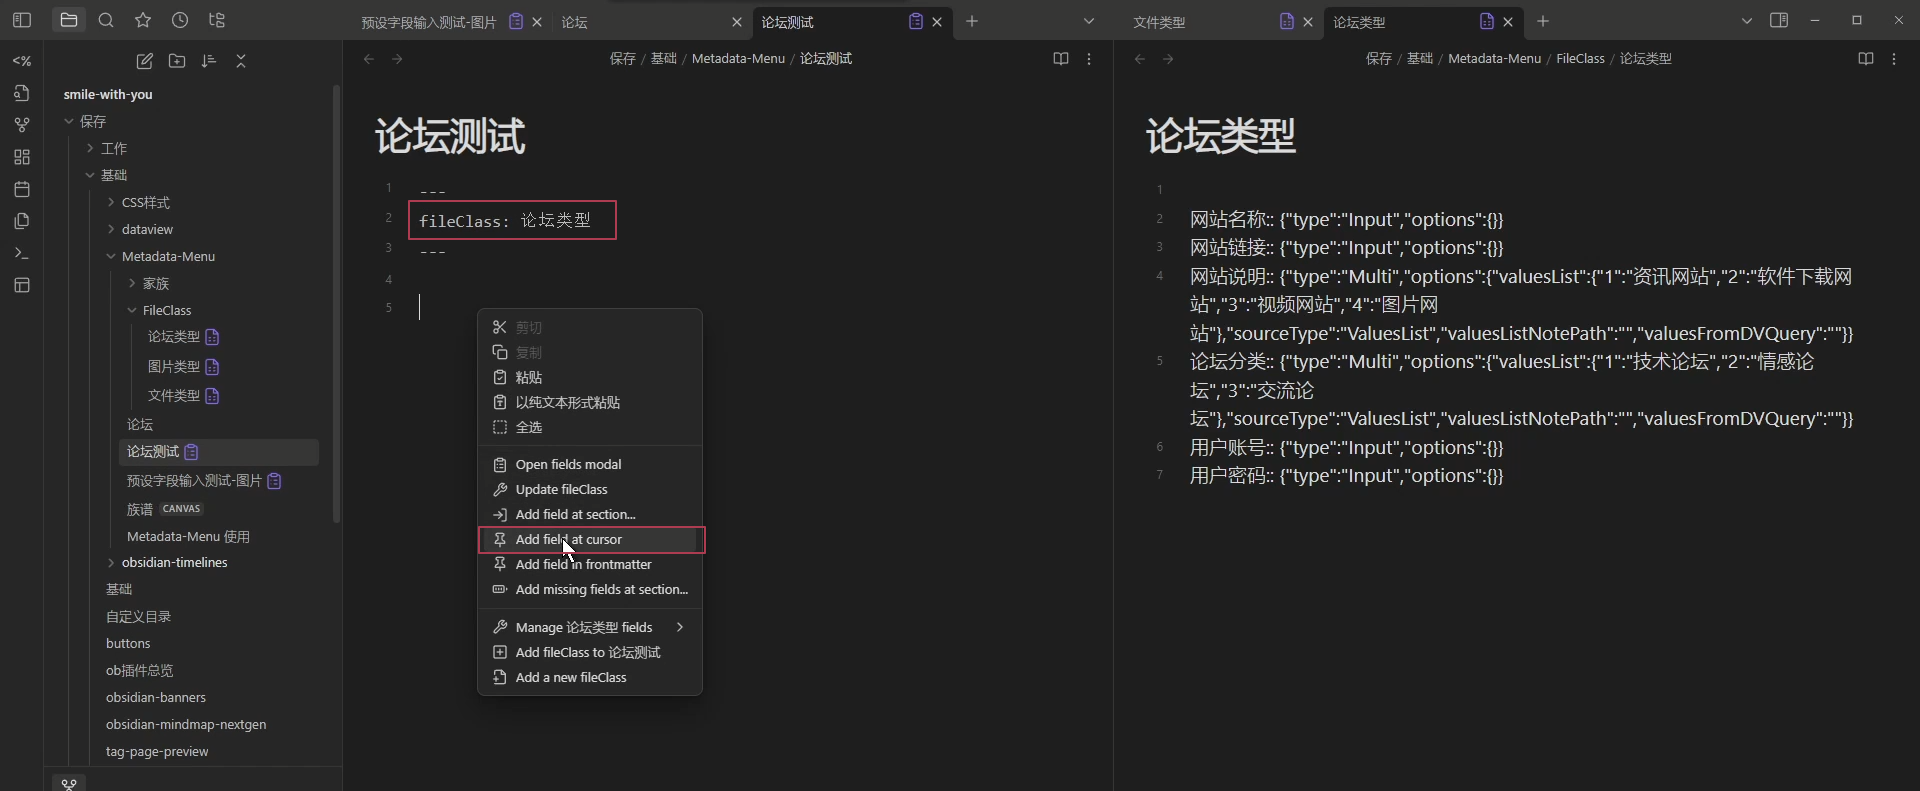 预设字段输入测试-图片
论坛
论坛测试
文件类型
论坛类型
smile-with-you
保存
工作
基础
CSS样式
dataview
Metadata-Menu
家族
FileClass
论坛类型
图片类型
文件类型
论坛
论坛测试
预设字段输入测试-图片
族谱 CANVAS
Metadata-Menu 使用
obsidian-timelines
基础
自定义目录
buttons
ob插件总览
obsidian-banners
obsidian-mindmap-nextgen
tag-page-preview
保存 / 基础 / Metadata-Menu / 论坛测试
论坛测试
1 ---
2 fileClass: 论坛类型
3 ---
4
5
剪切
复制
粘贴
以纯文本形式粘贴
全选
Open fields modal
Update fileClass
Add field at section...
Add field at cursor
Add field in frontmatter
Add missing fields at section...
Manage 论坛类型 fields
Add fileClass to 论坛测试
Add a new fileClass
保存 / 基础 / Metadata-Menu / FileClass / 论坛类型
论坛类型
1
2 网站名称:: {"type":"Input","options":{}}
3 网站链接:: {"type":"Input","options":{}}
4 网站说明:: {"type":"Multi","options":{"valuesList":{"1":"资讯网站","2":"软件下载网
站","3":"视频网站","4":"图片网
站"},"sourceType":"ValuesList","valuesListNotePath":"","valuesFromDVQuery":""}}
5 论坛分类:: {"type":"Multi","options":{"valuesList":{"1":"技术论坛","2":"情感论
坛","3":"交流论
坛"},"sourceType":"ValuesList","valuesListNotePath":"","valuesFromDVQuery":""}}
6 用户账号:: {"type":"Input","options":{}}
7 用户密码:: {"type":"Input","options":{}}